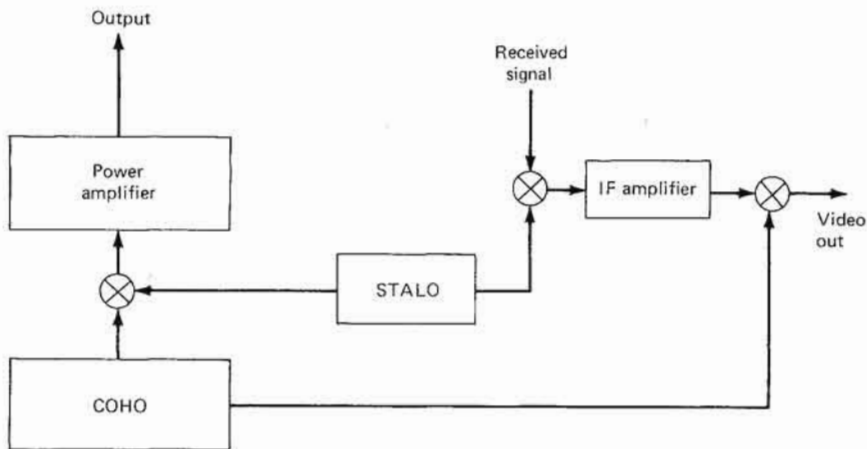 Output
Received
signal
Power
amplifier
IF amplifier
Video
out
STALO
COHO